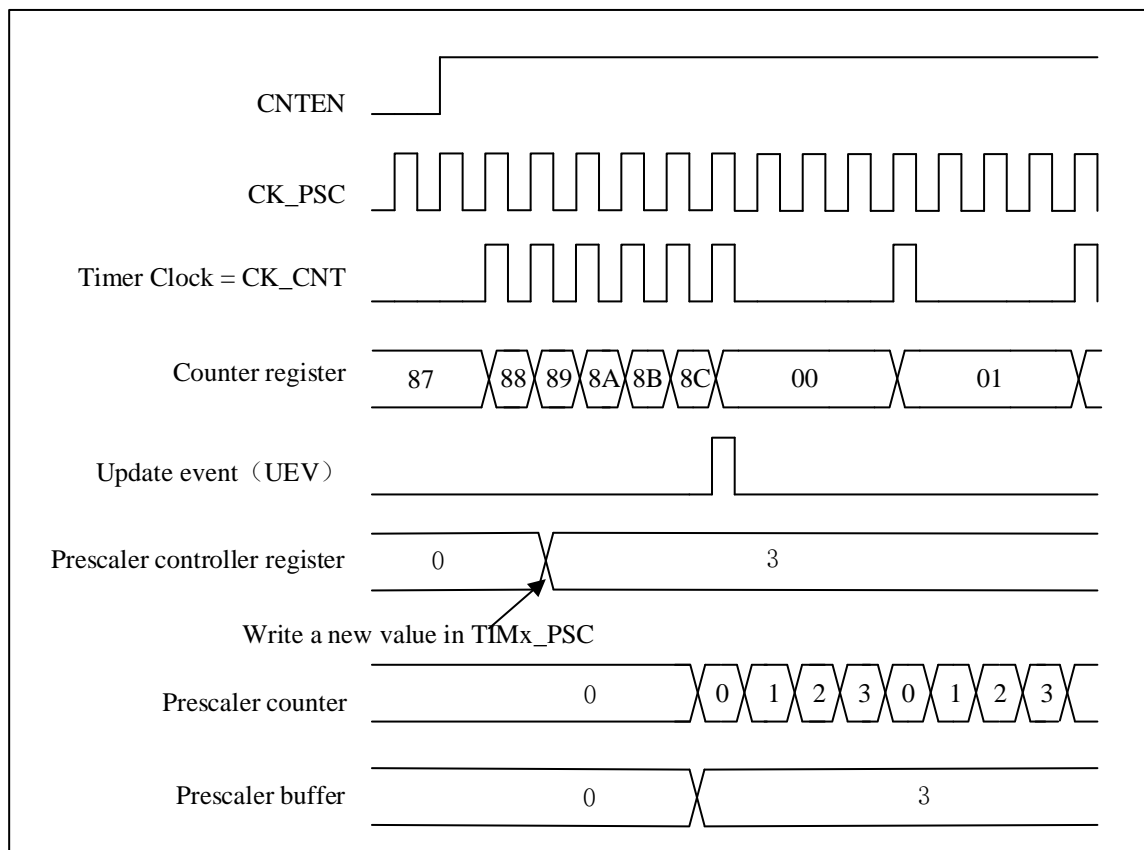 CNTEN
CK_PSC
Timer Clock = CK_CNT
Counter register 87 88 89 8A 8B 8C 00 01
Update event（UEV）
Prescaler controller register 0 3
Write a new value in TIMx_PSC
Prescaler counter 0 0 1 2 3 0 1 2 3
Prescaler buffer 0 3